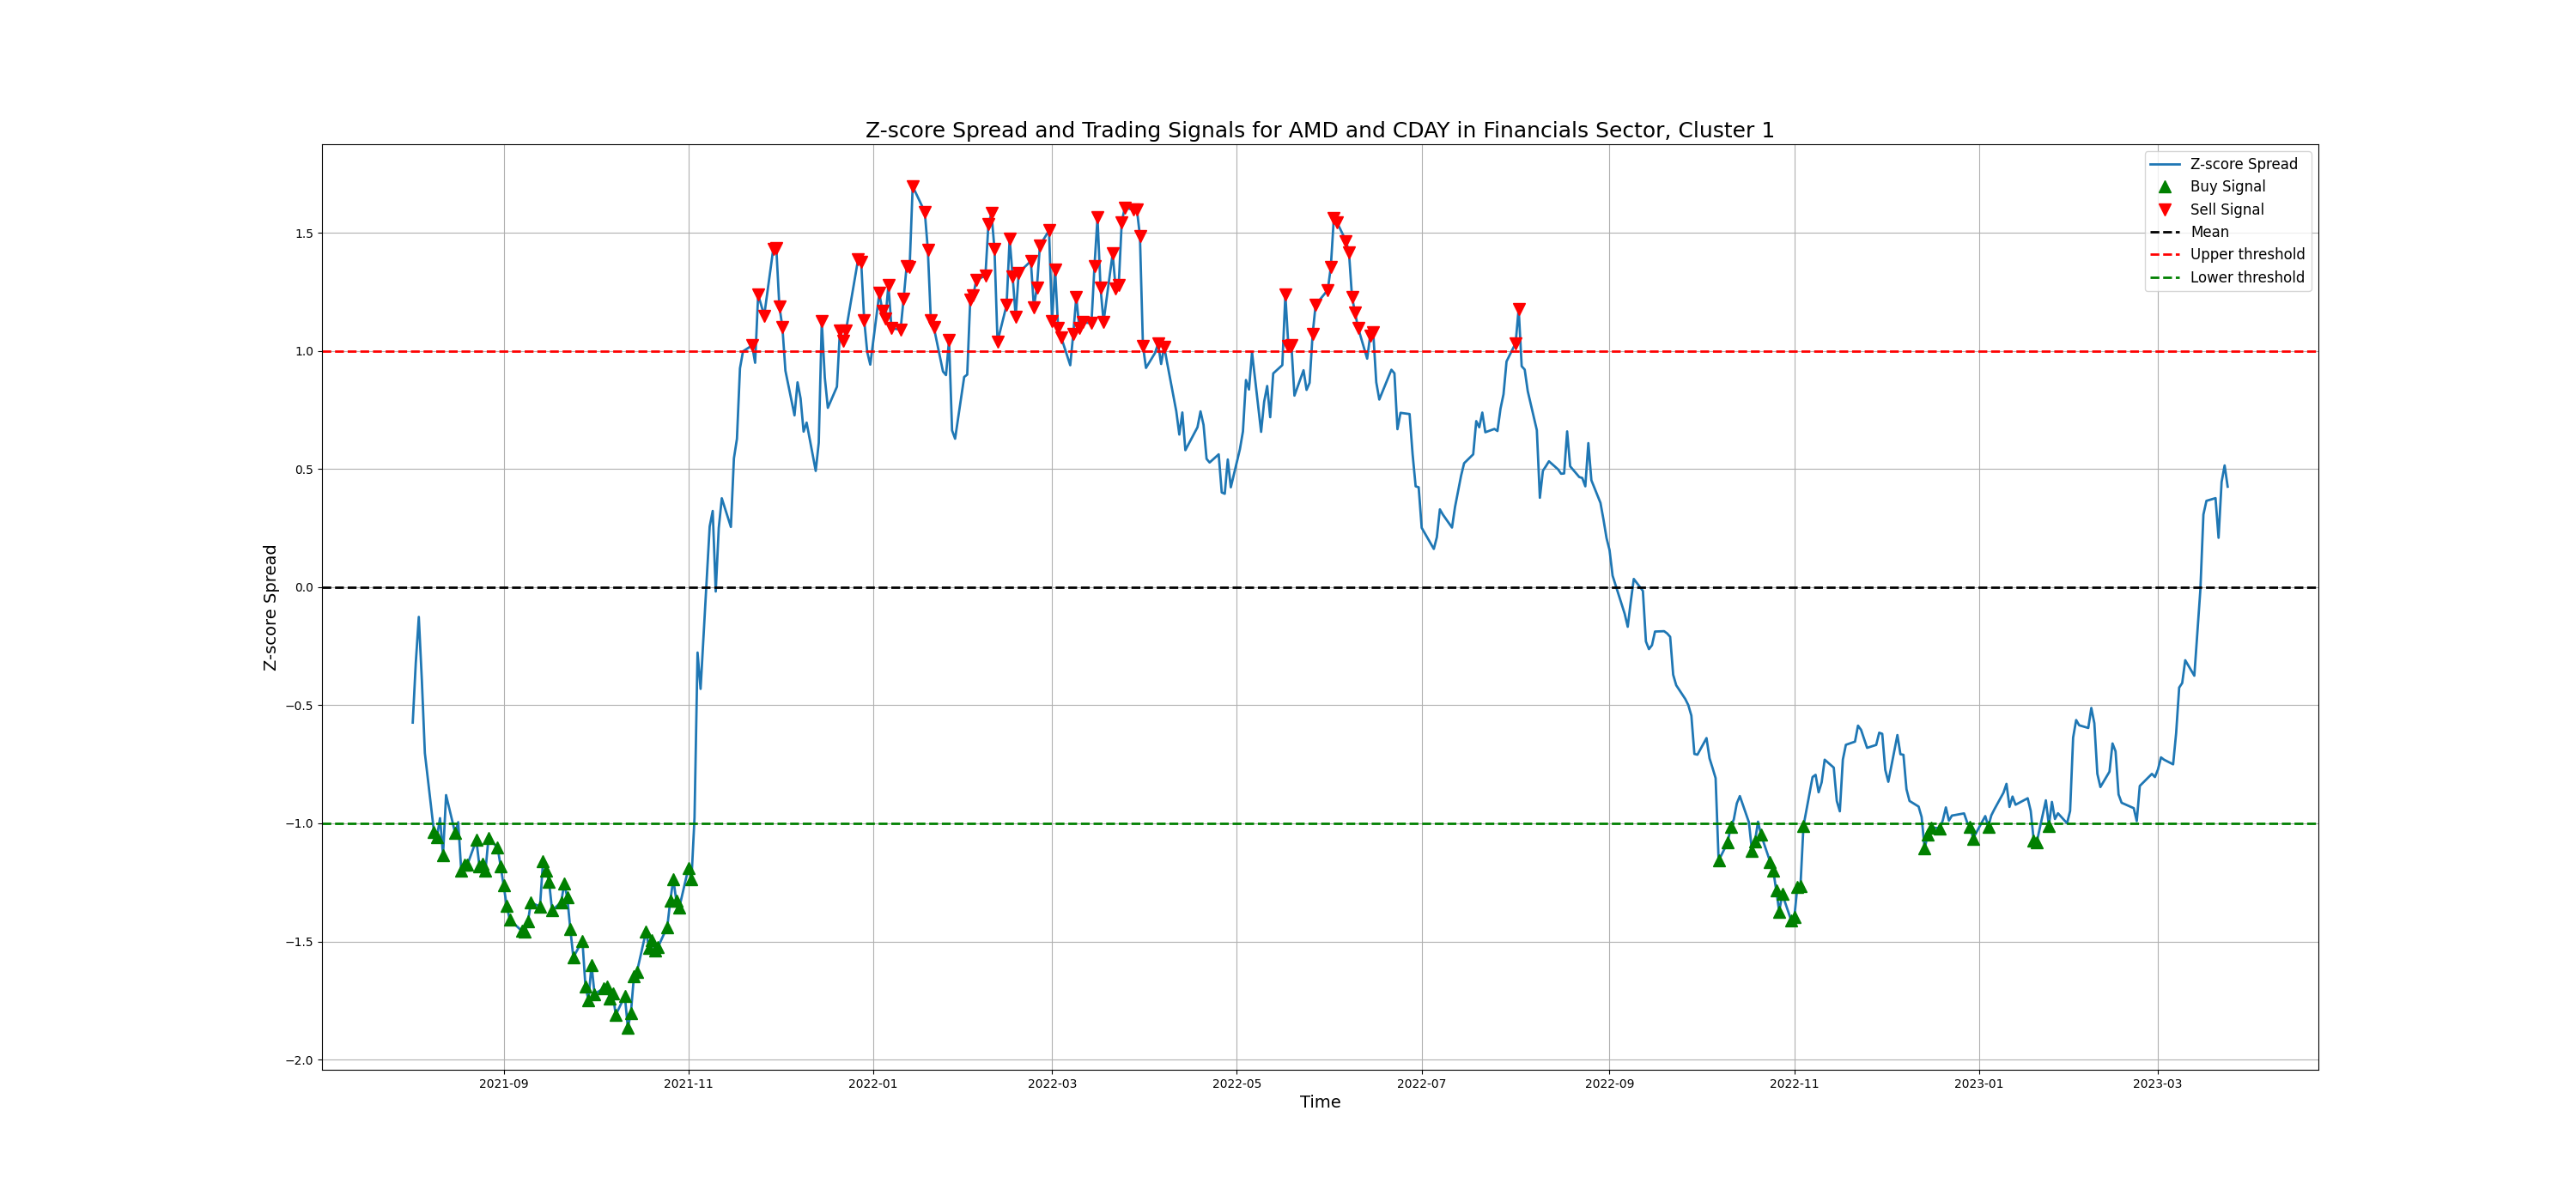 Z-score Spread and Trading Signals for AMD and CDAY in Financials Sector, Cluster 1
Z-score Spread
Buy Signal
Sell Signal
Mean
Upper threshold
Lower threshold
1.5
1.0
0.5
0.0
−0.5
−1.0
−1.5
−2.0
Z-score Spread
2021-09
2021-11
2022-01
2022-03
2022-05
2022-07
2022-09
2022-11
2023-01
2023-03
Time